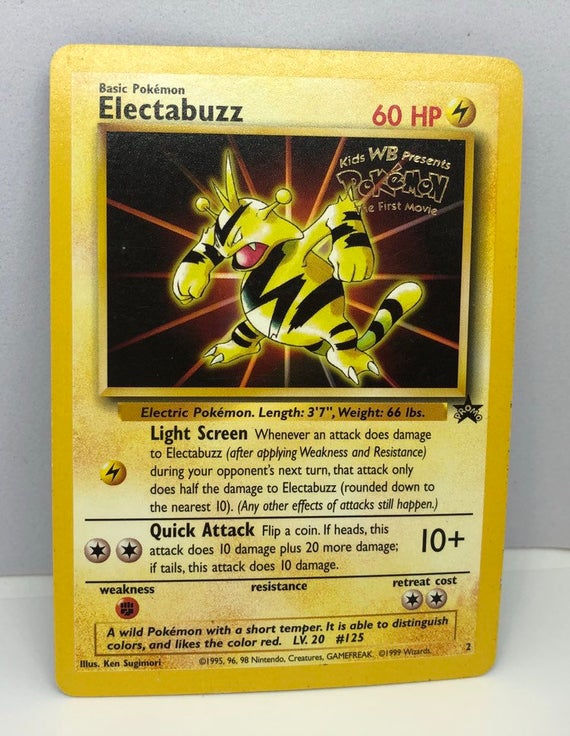 Basic Pokémon
Electabuzz
60 HP
Kids WB Presents
POKéMON
The First Movie
Electric Pokémon. Length: 3'7", Weight: 66 lbs.
PROMO
Light Screen Whenever an attack does damage
to Electabuzz (after applying Weakness and Resistance)
during your opponent's next turn, that attack only
does half the damage to Electabuzz (rounded down to
the nearest 10). (Any other effects of attacks still happen.)
Quick Attack Flip a coin. If heads, this
attack does 10 damage plus 20 more damage;
if tails, this attack does 10 damage.
10+
weakness resistance retreat cost
A wild Pokémon with a short temper. It is able to distinguish
colors, and likes the color red. LV. 20 #125
Illus. Ken Sugimori ©1995, 96, 98 Nintendo, Creatures, GAMEFREAK. ©1999 Wizards. 2